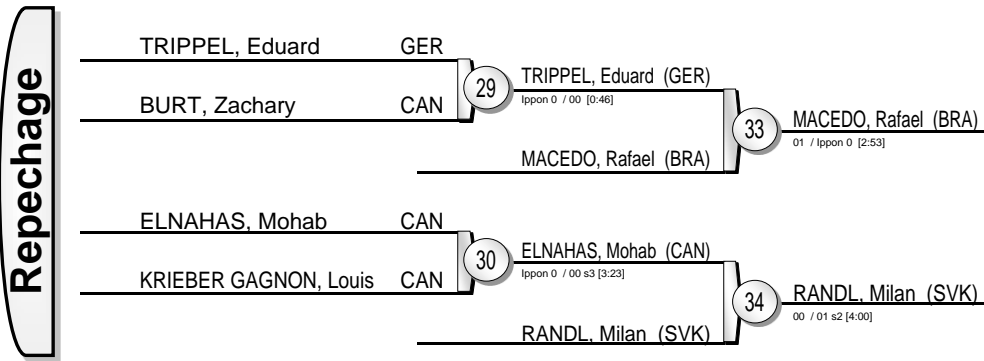 Repechage
TRIPPEL, Eduard GER
BURT, Zachary CAN
29
TRIPPEL, Eduard (GER)
Ippon 0 / 00 [0:46]
MACEDO, Rafael (BRA)
33
MACEDO, Rafael (BRA)
01 / Ippon 0 [2:53]
ELNAHAS, Mohab CAN
KRIEBER GAGNON, Louis CAN
30
ELNAHAS, Mohab (CAN)
Ippon 0 / 00 s3 [3:23]
RANDL, Milan (SVK)
34
RANDL, Milan (SVK)
00 / 01 s2 [4:00]